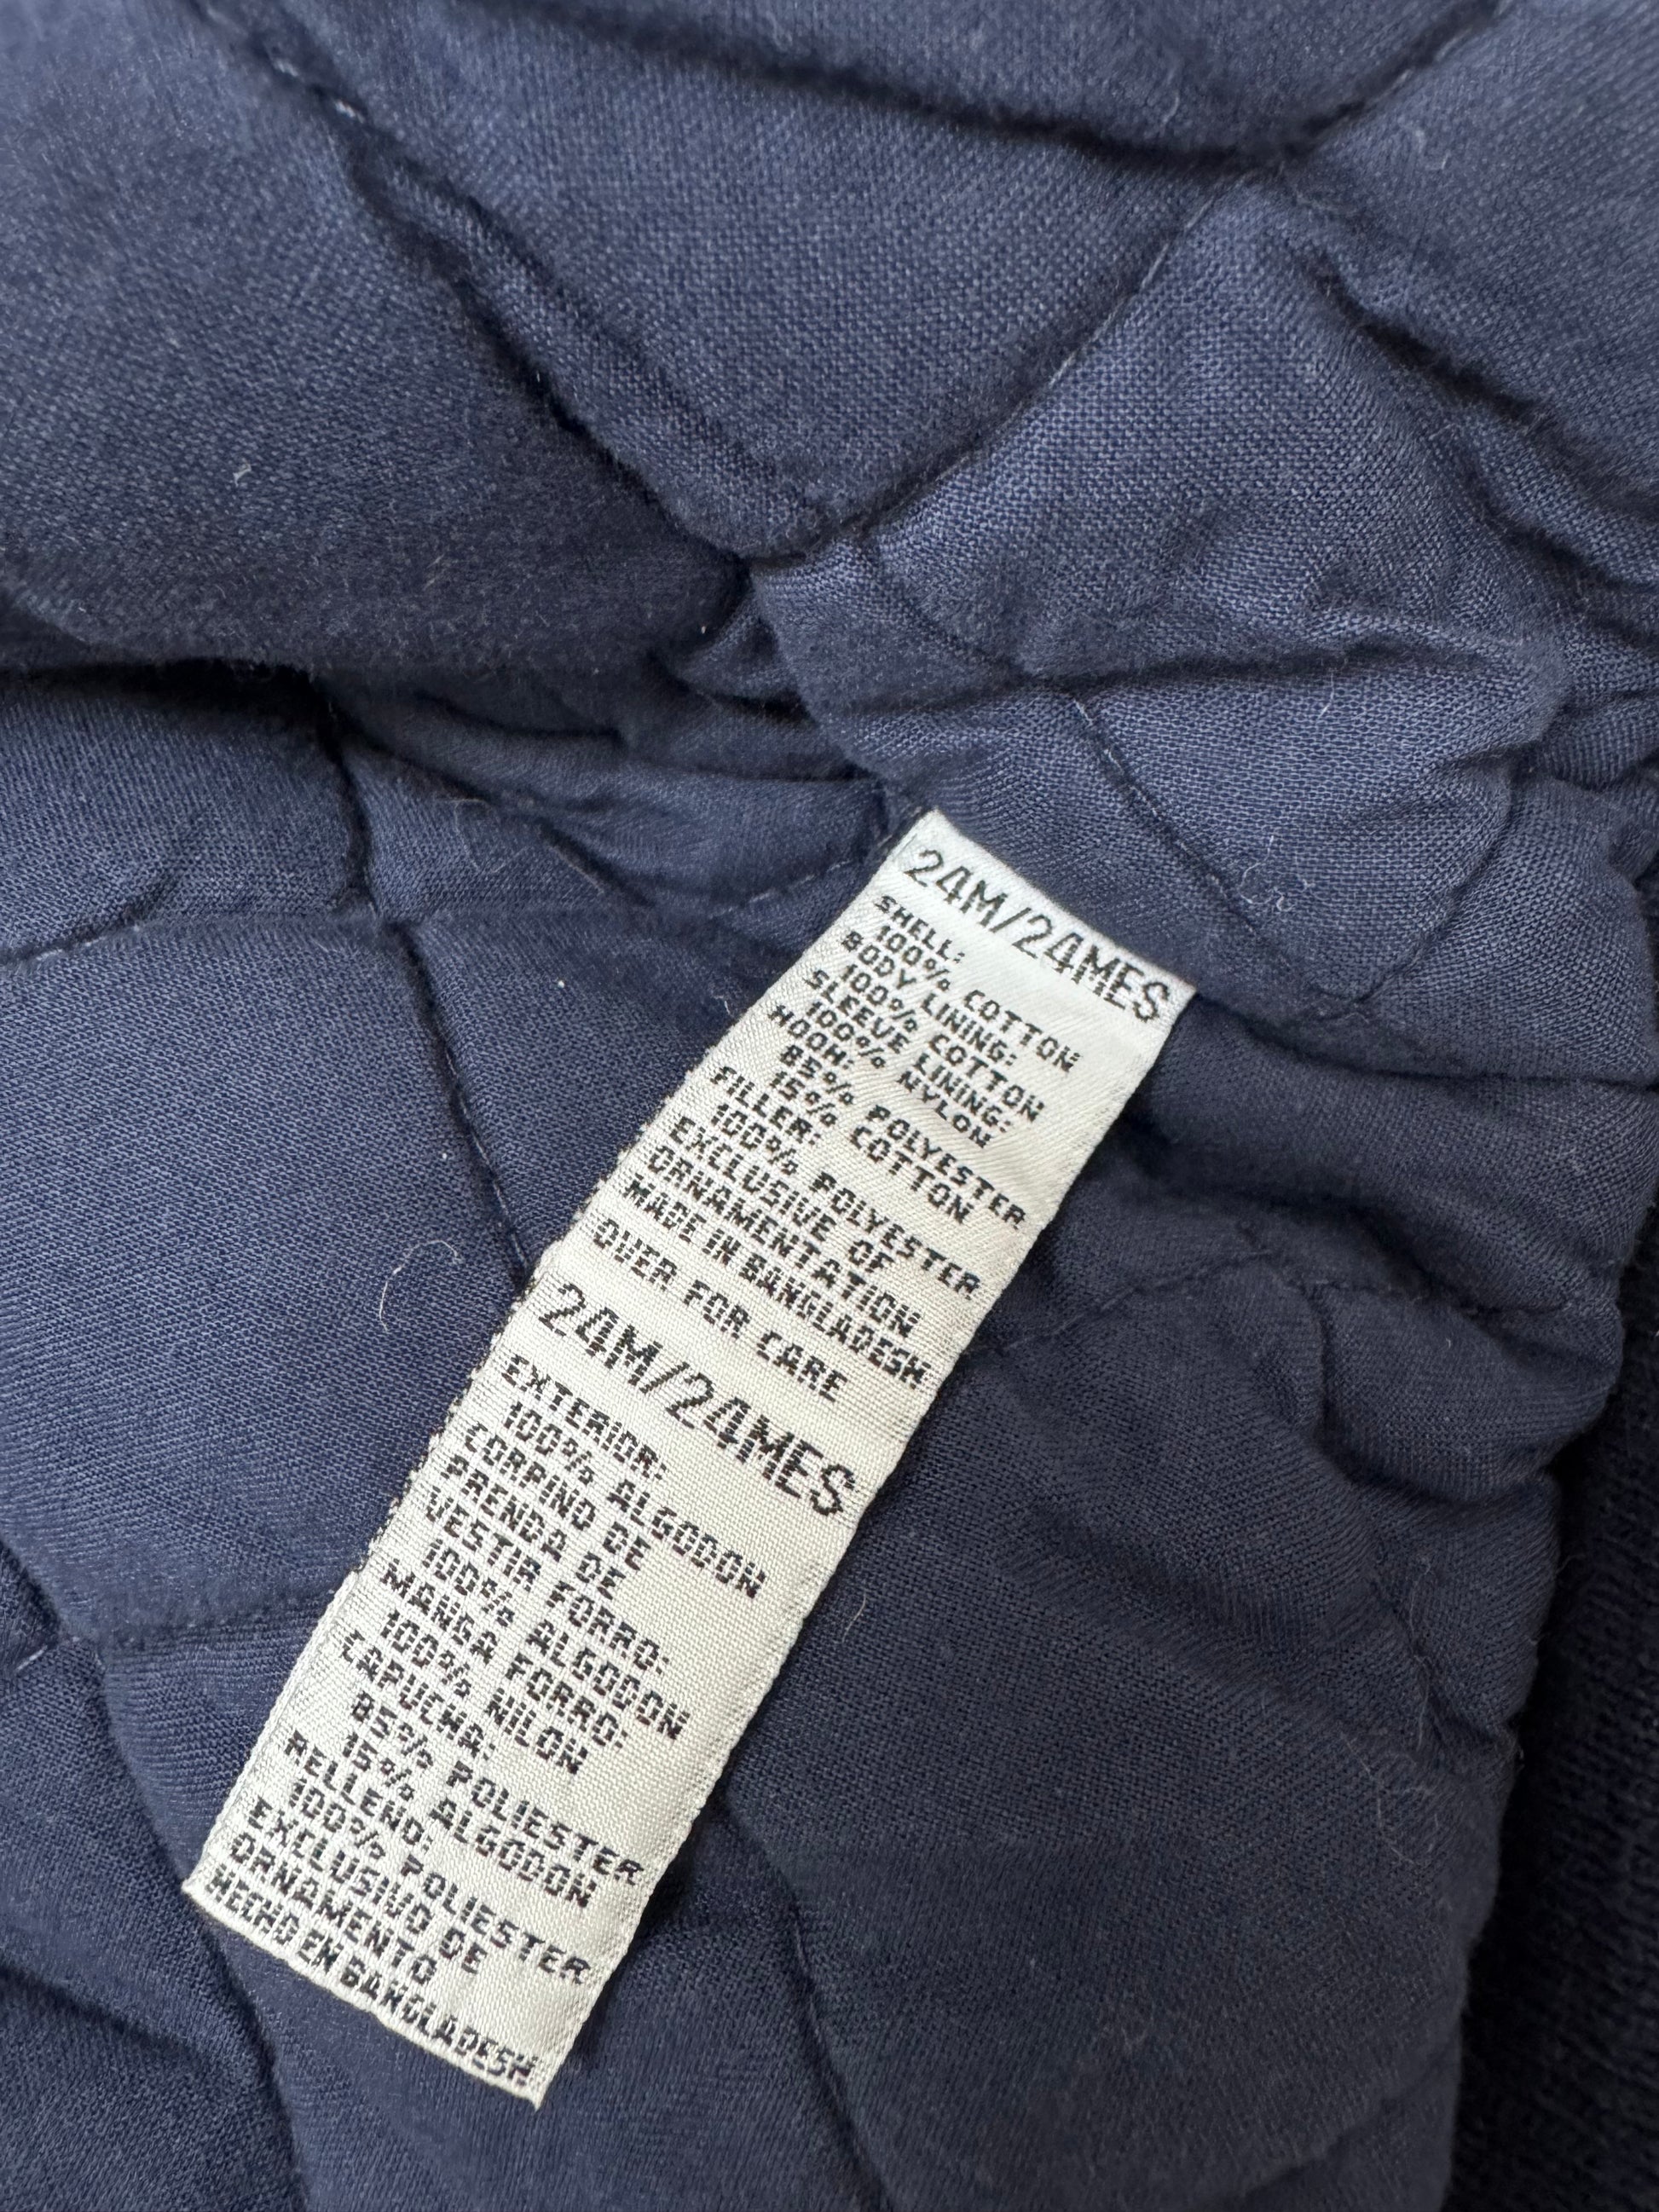 24M/24MES
SHELL:
100% COTTON
BODY LINING:
100% COTTON
SLEEVE LINING:
100% NYLON
HOOH:
85% POLYESTER
15% COTTON
FILLER:
100% POLYESTER
EXCLUSIVE OF
ORNAMENTATION
MADE IN BANGLADESH
OVER FOR CARE
24M/24MES
EXTERIOR:
100% ALGODON
CORPINO DE
PRENDA DE
VESTIR FORRO:
100% ALGODON
MANGA FORRO:
100% NILON
CAPUCHA:
85% POLIESTER
15% ALGODON
RELLENO:
100% POLIESTER
EXCLUSIVO DE
ORNAMENTO
HECHO EN BANGLADESH